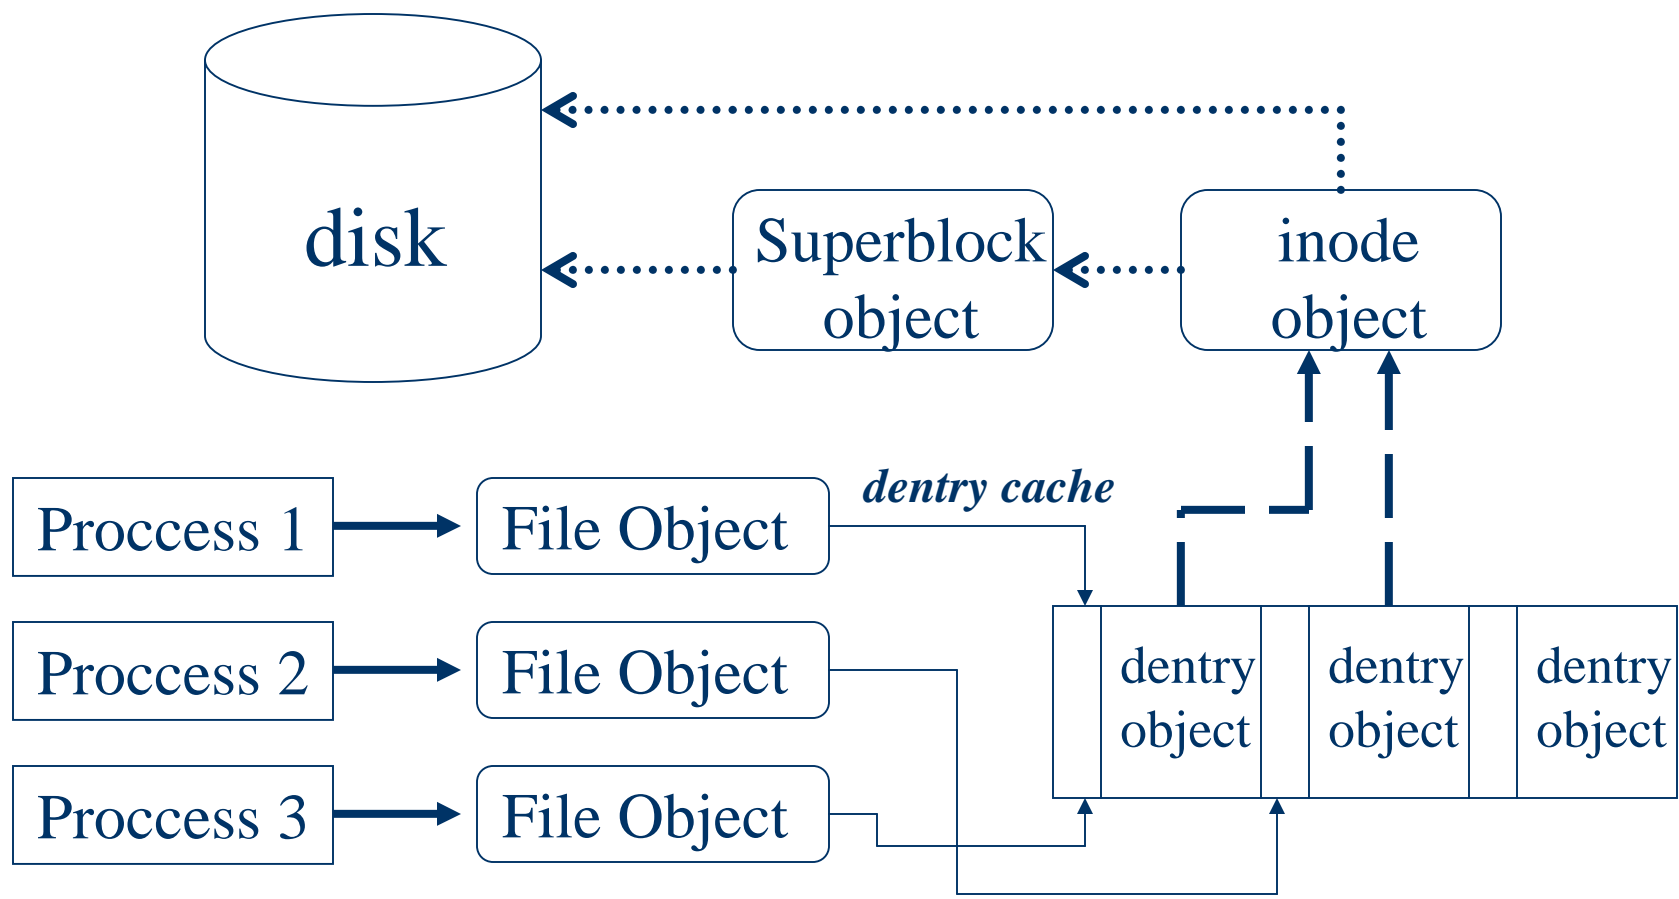 disk
Superblock
object
inode
object
dentry cache
Proccess 1
File Object
Proccess 2
File Object
Proccess 3
File Object
dentry
object
dentry
object
dentry
object